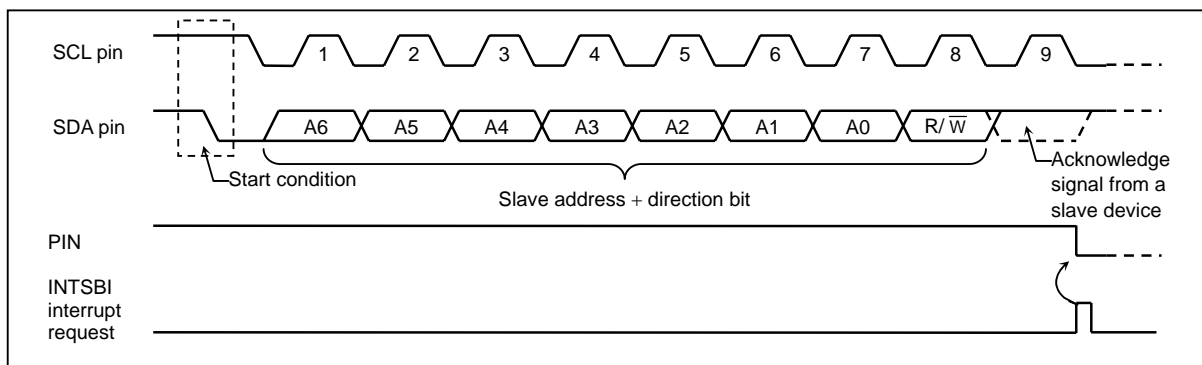 SCL pin
1 2 3 4 5 6 7 8 9
SDA pin
A6 A5 A4 A3 A2 A1 A0 R/ W̅
Start condition
Slave address + direction bit
Acknowledge
signal from a
slave device
PIN
INTSBI
interrupt
request